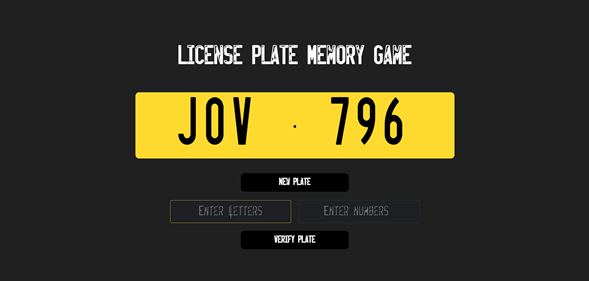 LICENSE PLATE MEMORY GAME
JOV · 796
NEW PLATE
ENTER LETTERS ENTER NUMBERS
VERIFY PLATE